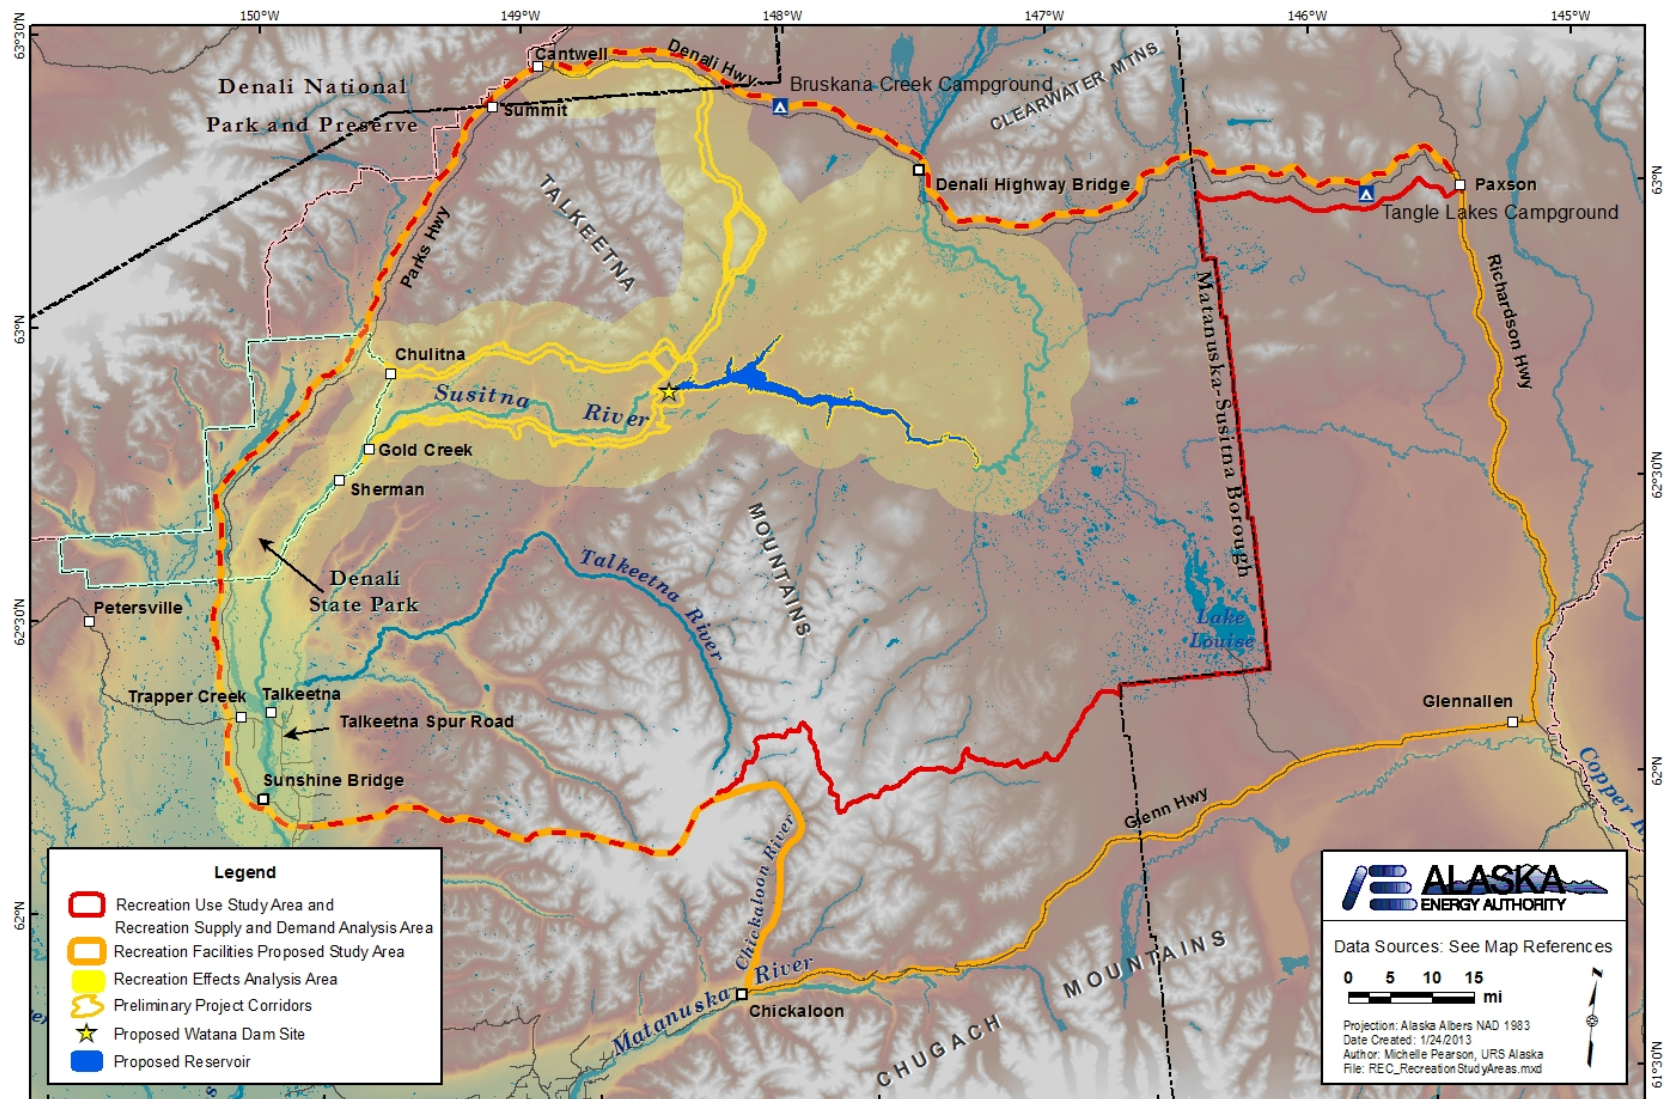 150°W
149°W
148°W
147°W
146°W
145°W
63°30'N
63°N
62°30'N
62°N
63°N
62°30'N
62°N
61°30'N
Cantwell
Denali Hwy
Denali National
Park and Preserve
Summit
Bruskana Creek Campground
CLEARWATER MTNS
Denali Highway Bridge
Paxson
Tangle Lakes Campground
TALKEETNA
Parks Hwy
Richardson Hwy
Matanuska-Susitna Borough
Chulitna
Susitna
River
Gold Creek
Sherman
MOUNTAINS
Talkeetna River
Denali
State Park
Petersville
Lake
Louise
Trapper Creek
Talkeetna
Talkeetna Spur Road
Glennallen
Sunshine Bridge
Copper
Glenn Hwy
Chickaloon River
Matanuska
River
Chickaloon
CHUGACH
MOUNTAINS
Legend
Recreation Use Study Area and
Recreation Supply and Demand Analysis Area
Recreation Facilities Proposed Study Area
Recreation Effects Analysis Area
Preliminary Project Corridors
Proposed Watana Dam Site
Proposed Reservoir
ALASKA
ENERGY AUTHORITY
Data Sources: See Map References
0 5 10 15
mi
N
Projection: Alaska Albers NAD 1983
Date Created: 1/24/2013
Author: Michelle Pearson, URS Alaska
File: REC_RecreationStudyAreas.mxd